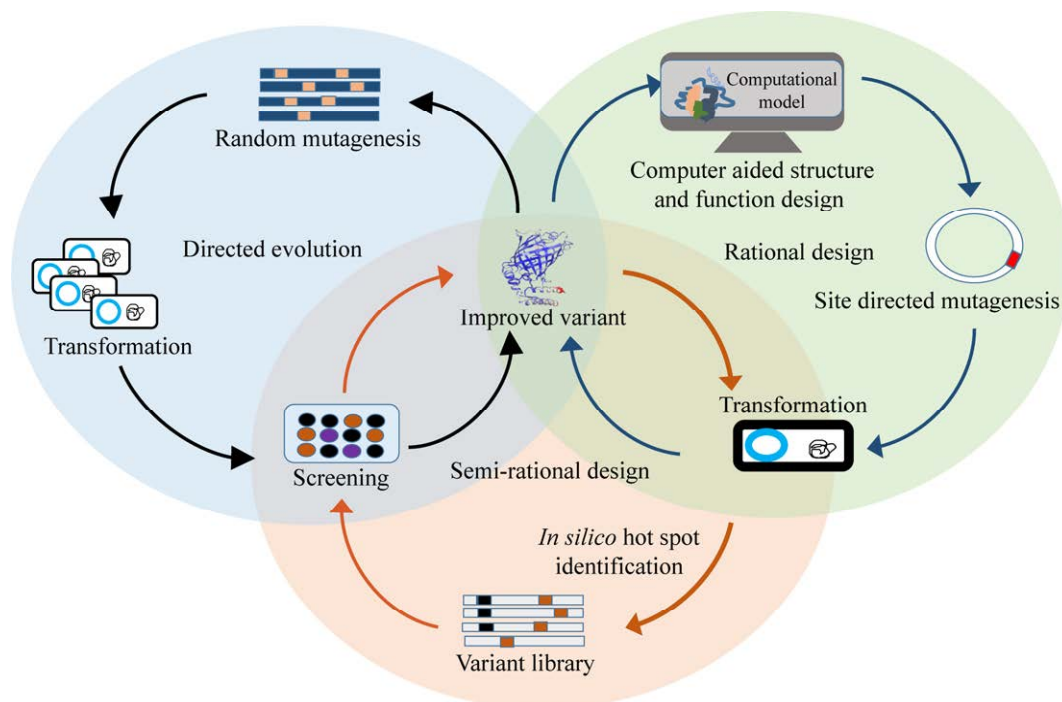 Computational
model
Random mutagenesis
Computer aided structure
and function design
Directed evolution
Rational design
Site directed mutagenesis
Improved variant
Transformation
Transformation
Semi-rational design
Screening
In silico hot spot
identification
Variant library